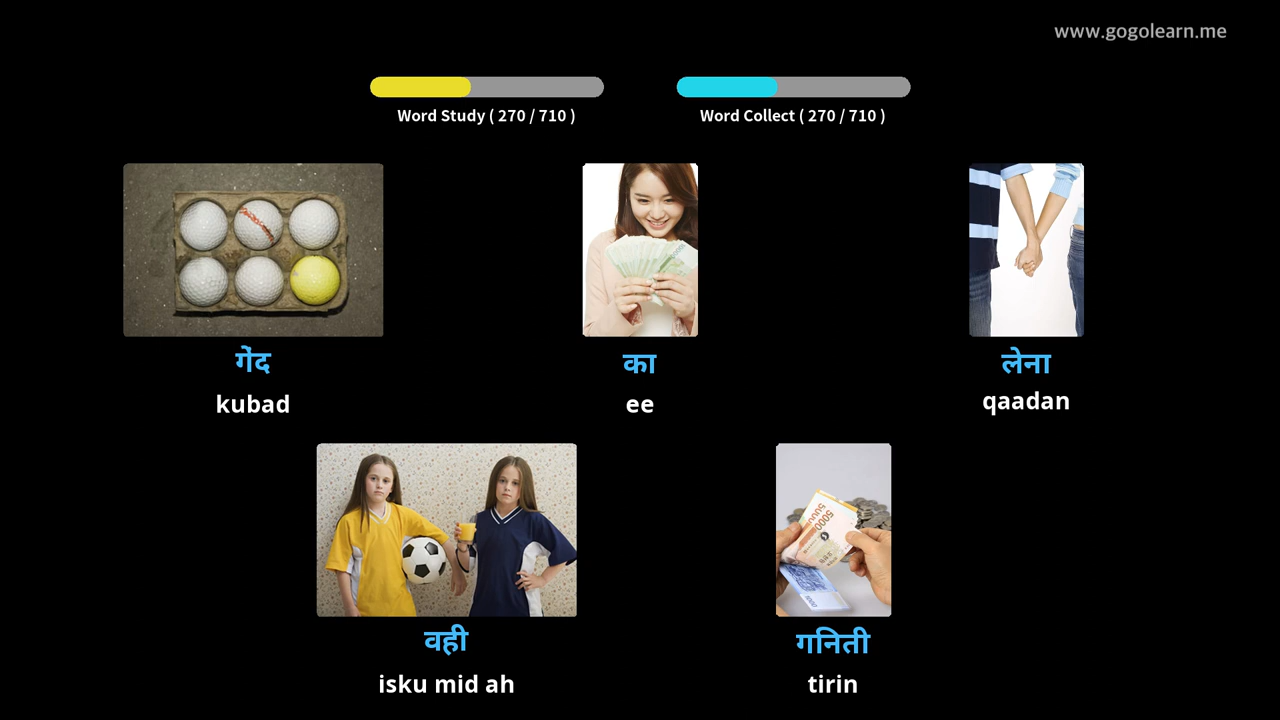 www.gogolearn.me
Word Study ( 270 / 710 )
Word Collect ( 270 / 710 )
गेंद
kubad
का
ee
लेना
qaadan
वही
isku mid ah
गनिती
tirin